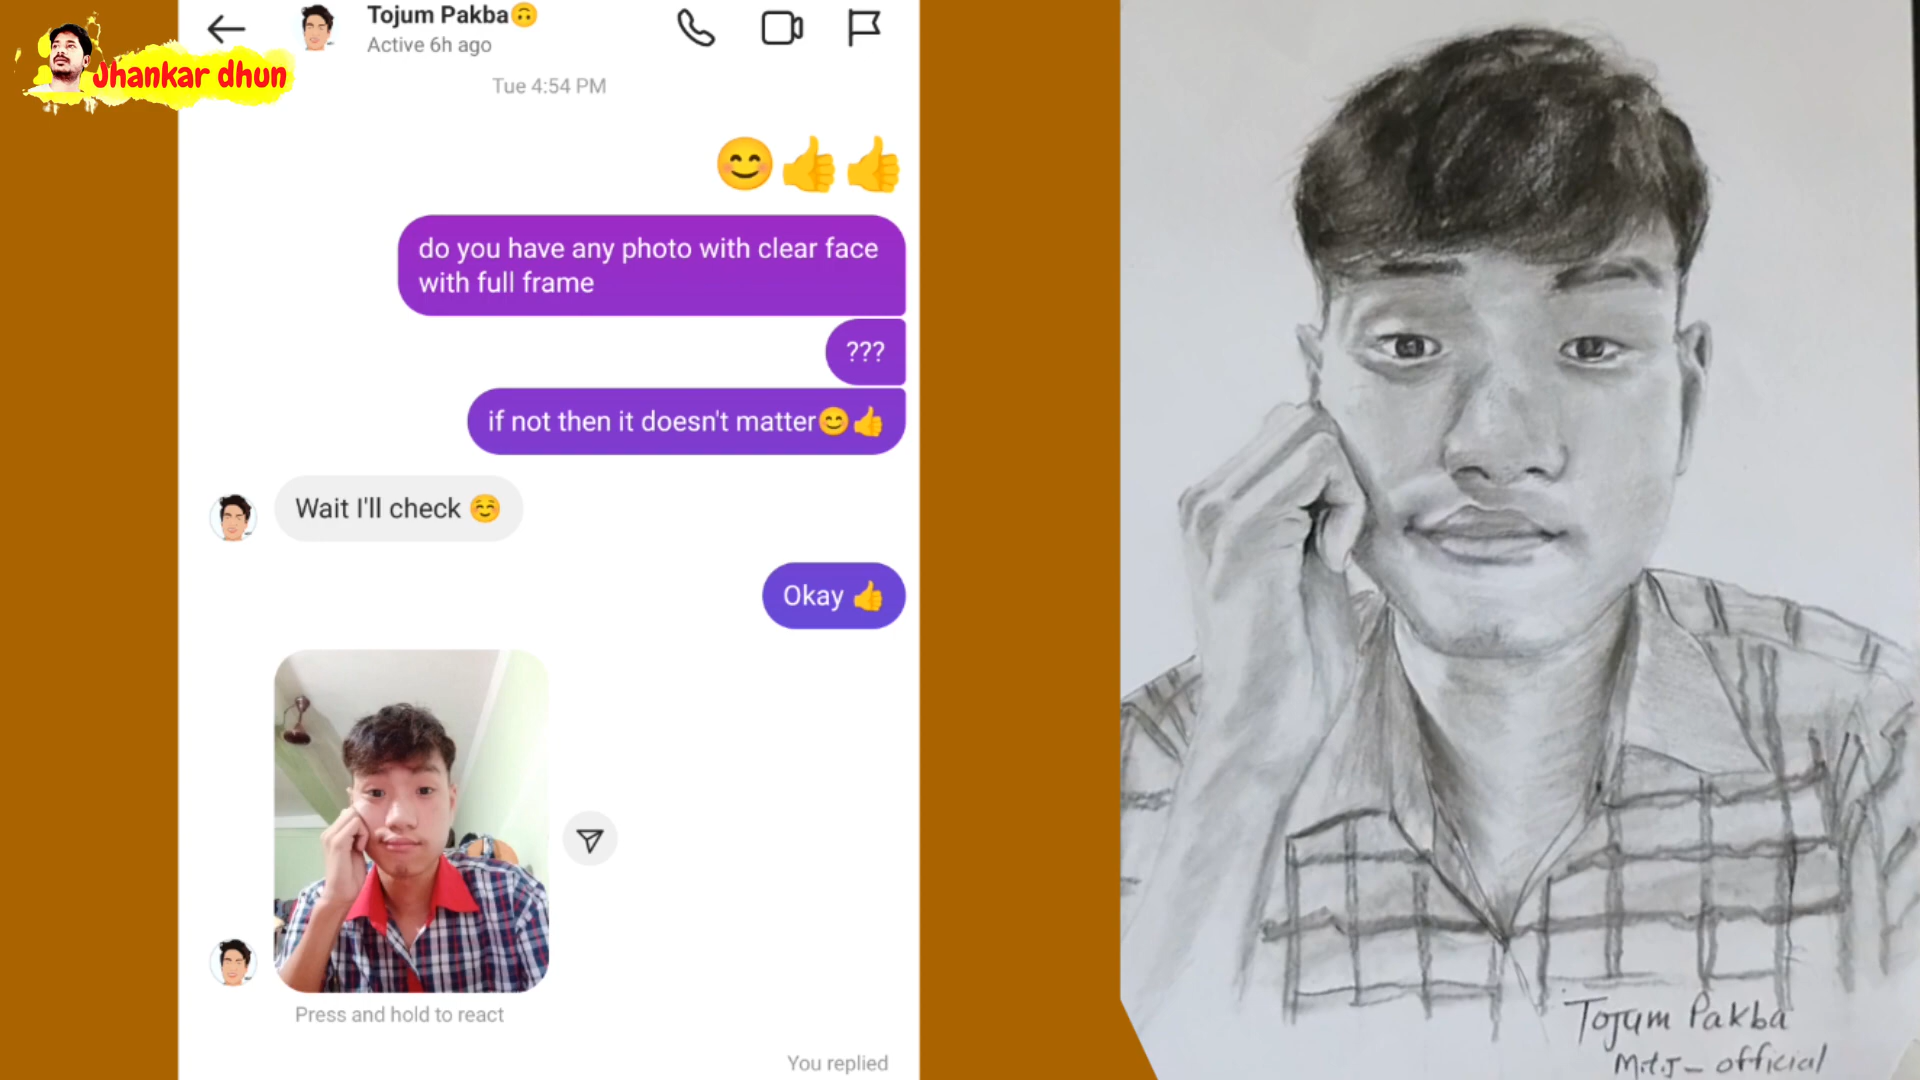 Jhankar dhun
Tojum Pakba🙃
Active 6h ago
Tue 4:54 PM
😊👍👍
do you have any photo with clear face
with full frame
???
if not then it doesn't matter😊👍
Wait I'll check ☺️
Okay 👍
Press and hold to react
You replied
Tojum Pakba
M.t.J_official